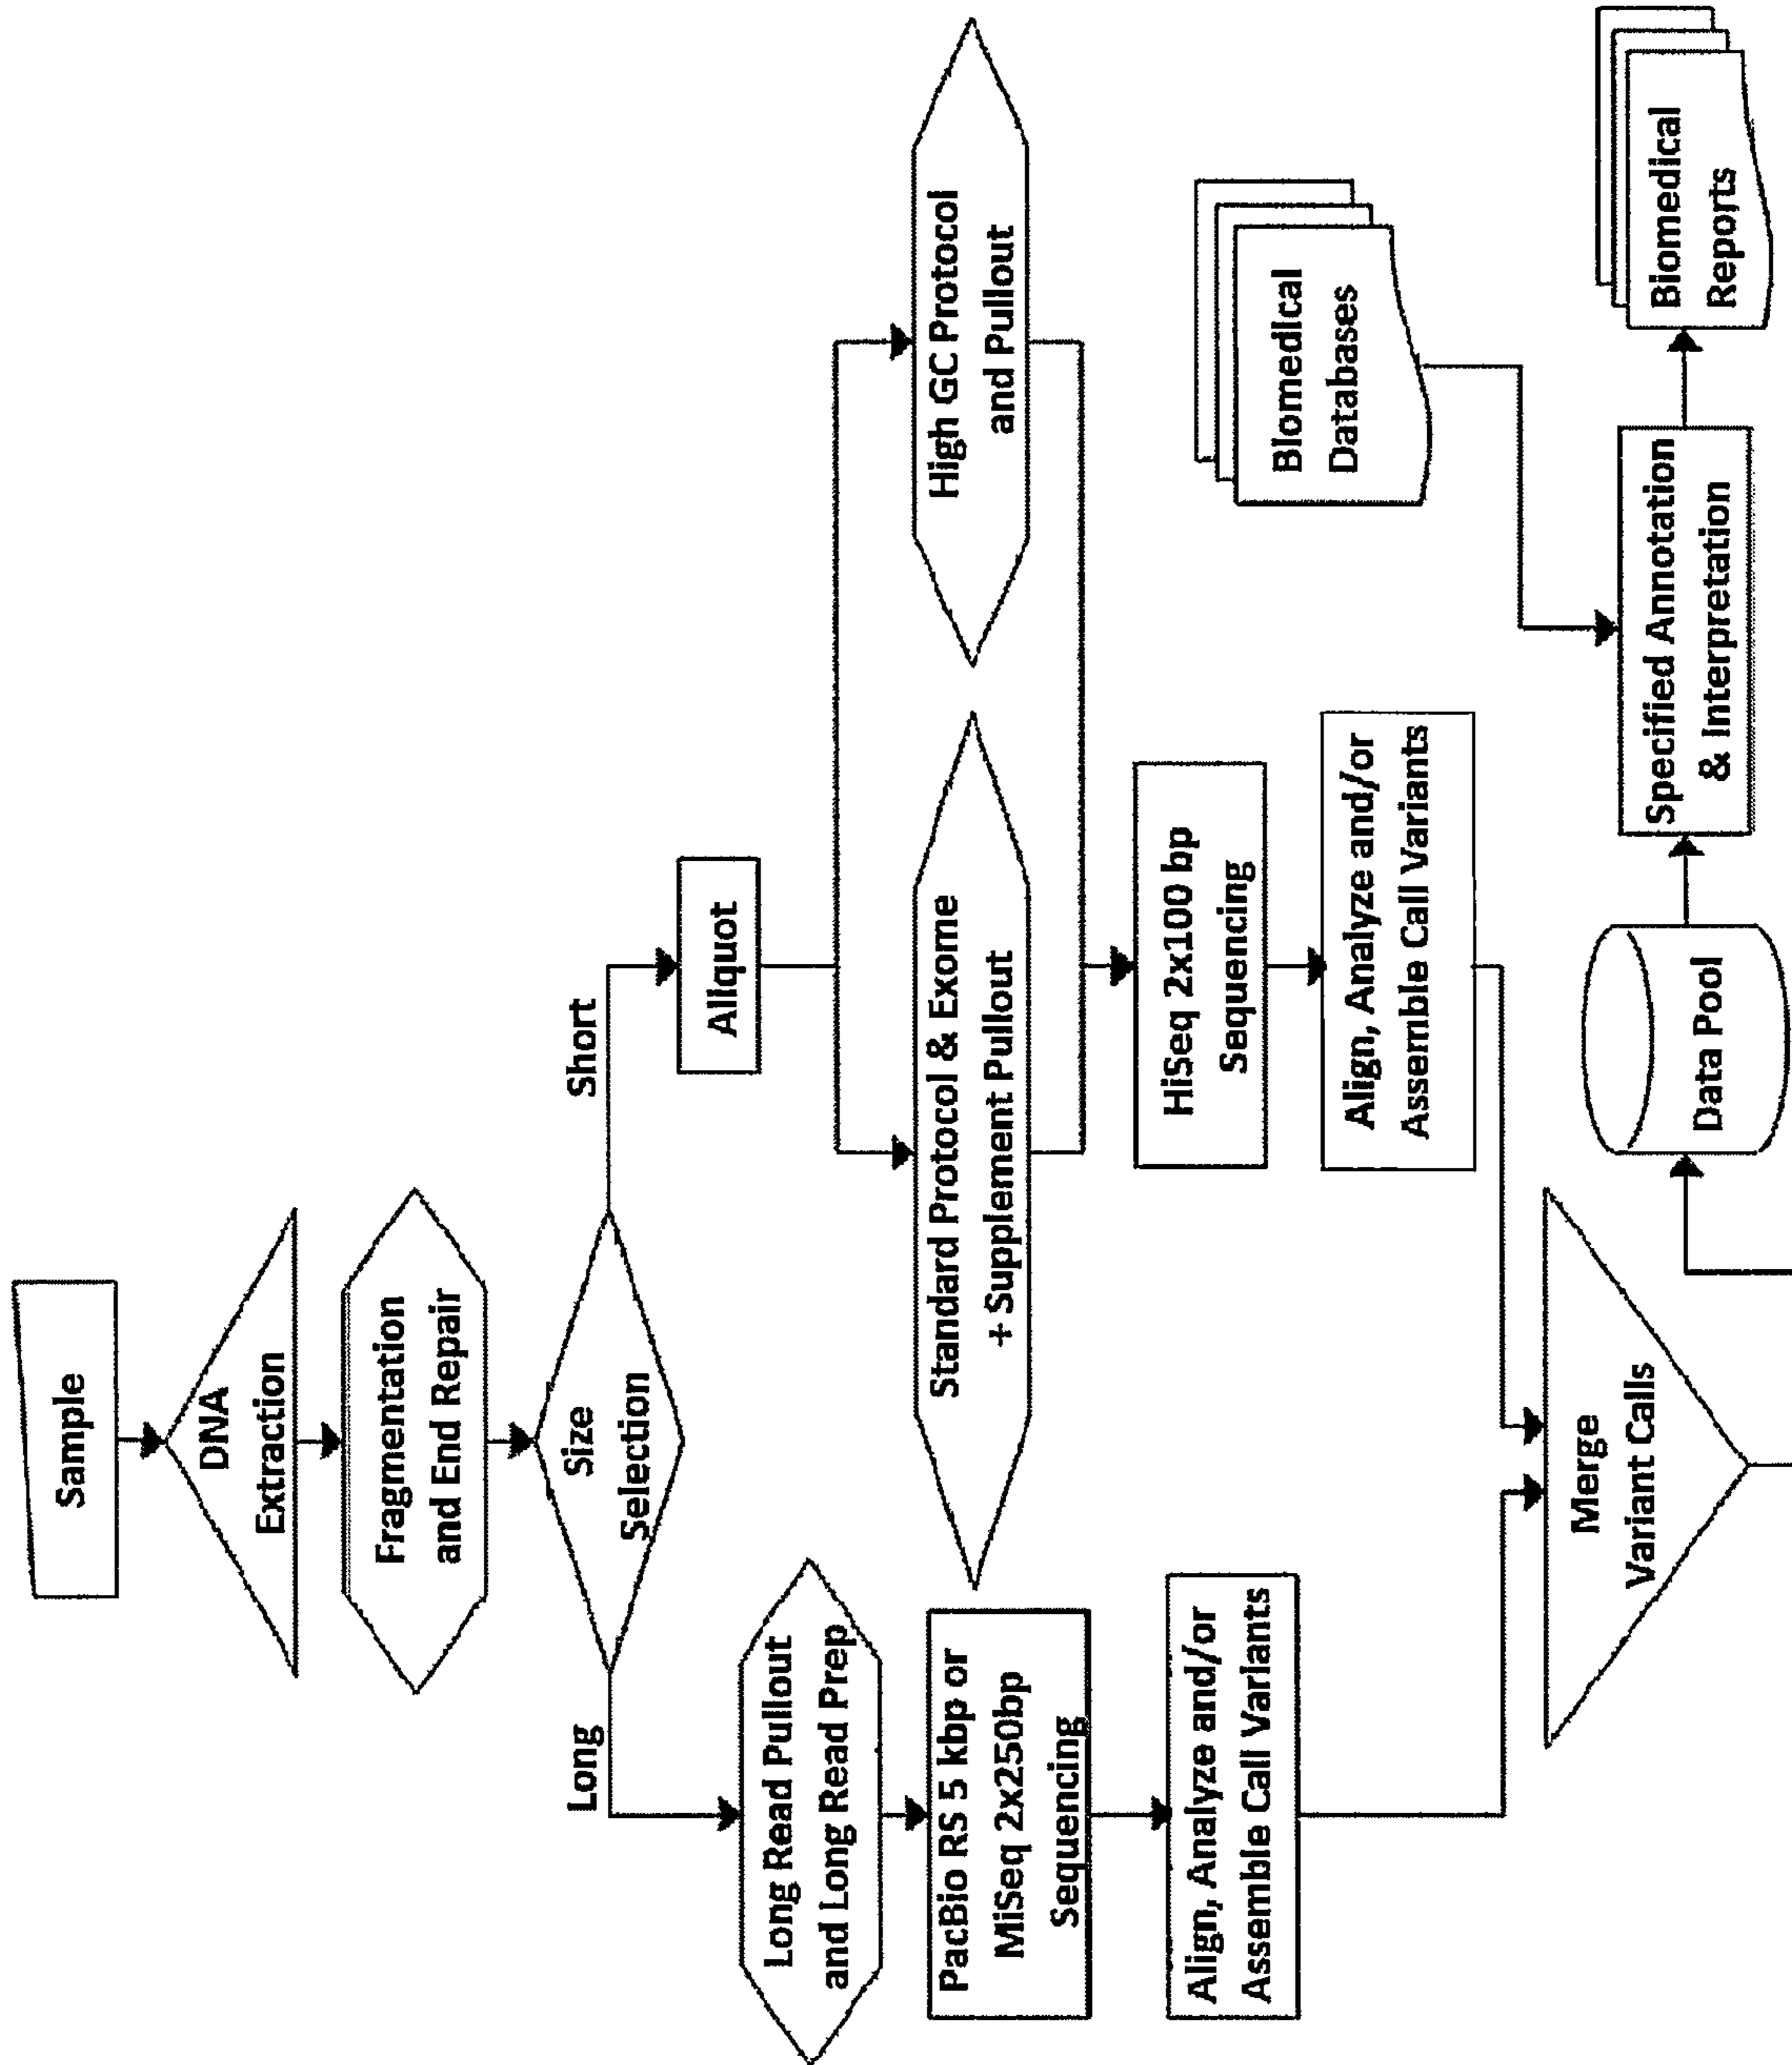 Sample
DNA
Extraction
Fragmentation
and End Repair
Size
Selection
Long
Short
Long Read Pullout
and Long Read Prep
Aliquot
PacBio RS 5 kbp or
MiSeq 2x250bp
Sequencing
Standard Protocol & Exome
+ Supplement Pullout
High GC Protocol
and Pullout
HiSeq 2x100 bp
Sequencing
Align, Analyze and/or
Assemble Call Variants
Align, Analyze and/or
Assemble Call Variants
Merge
Variant Calls
Biomedical
Databases
Data Pool
Specified Annotation
& Interpretation
Biomedical
Reports